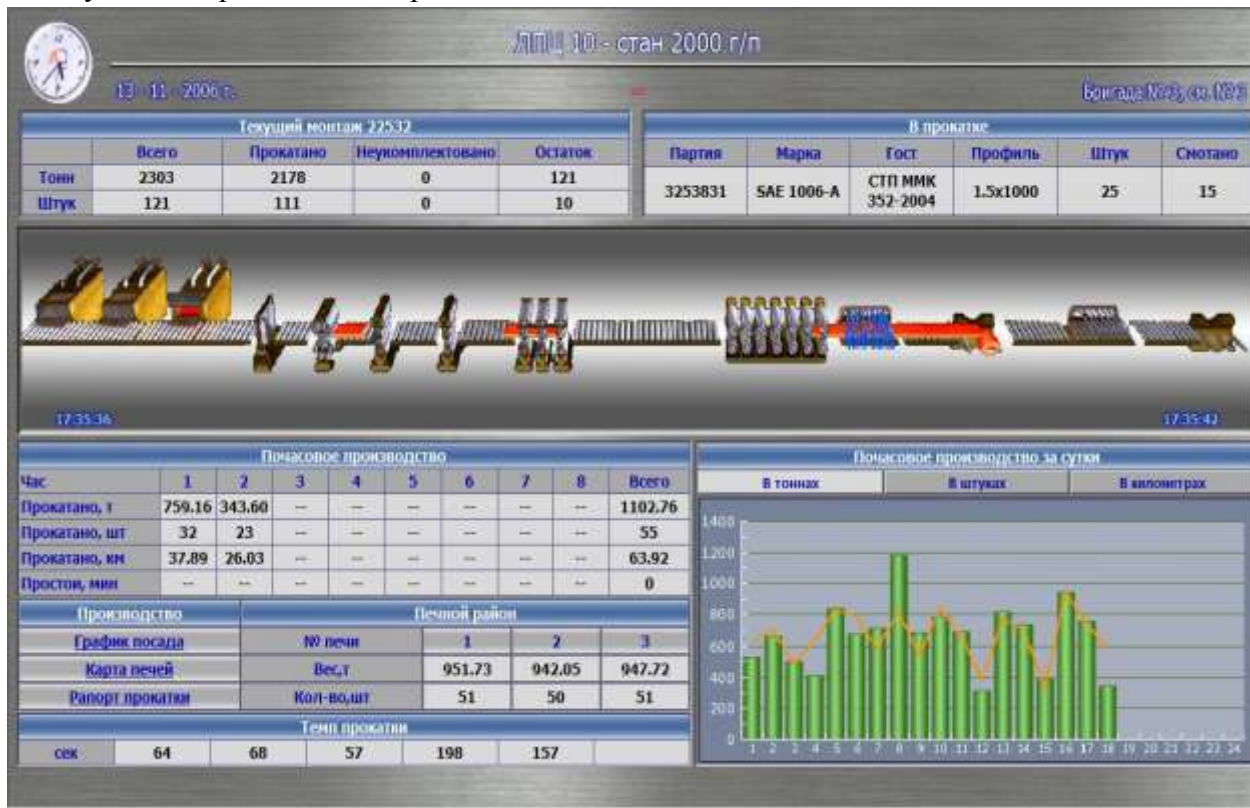 ЛПЦ 10 - стан 2000 г/п
13 - 11 - 2006 г.
Текущий монтаж 22532
Всего Прокатано Неукомплектовано Остаток
Тонн 2303 2178 0 121
Штук 121 111 0 10
В прокатке
Партия Марка Гост Профиль Штук Смотано
3253831 SAE 1006-A СТП ММК 352-2004 1.5x1000 25 15
17:35:36
17:35:42
Почасовое производство
Час 1 2 3 4 5 6 7 8 Всего
Прокатано, т 759.16 343.60 -- -- -- -- -- -- 1102.76
Прокатано, шт 32 23 -- -- -- -- -- -- 55
Прокатано, км 37.89 26.03 -- -- -- -- -- -- 63.92
Простои, мин -- -- -- -- -- -- -- -- 0
Производство
График посада
Карта печей
Рапорт прокатки
Печной район
№ печи 1 2 3
Вес,т 951.73 942.05 947.72
Кол-во,шт 51 50 51
Темп прокатки
сек 64 68 57 198 157
Почасовое производство за сутки
В тоннах В штуках В километрах
1400
1200
1000
800
600
400
200
0
1 2 3 4 5 6 7 8 9 10 11 12 13 14 15 16 17 18 19 20 21 22 23 24